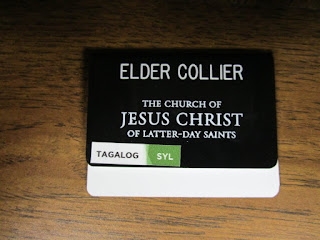 ELDER COLLIER
THE CHURCH OF
JESUS CHRIST
OF LATTER-DAY SAINTS
TAGALOG SYL